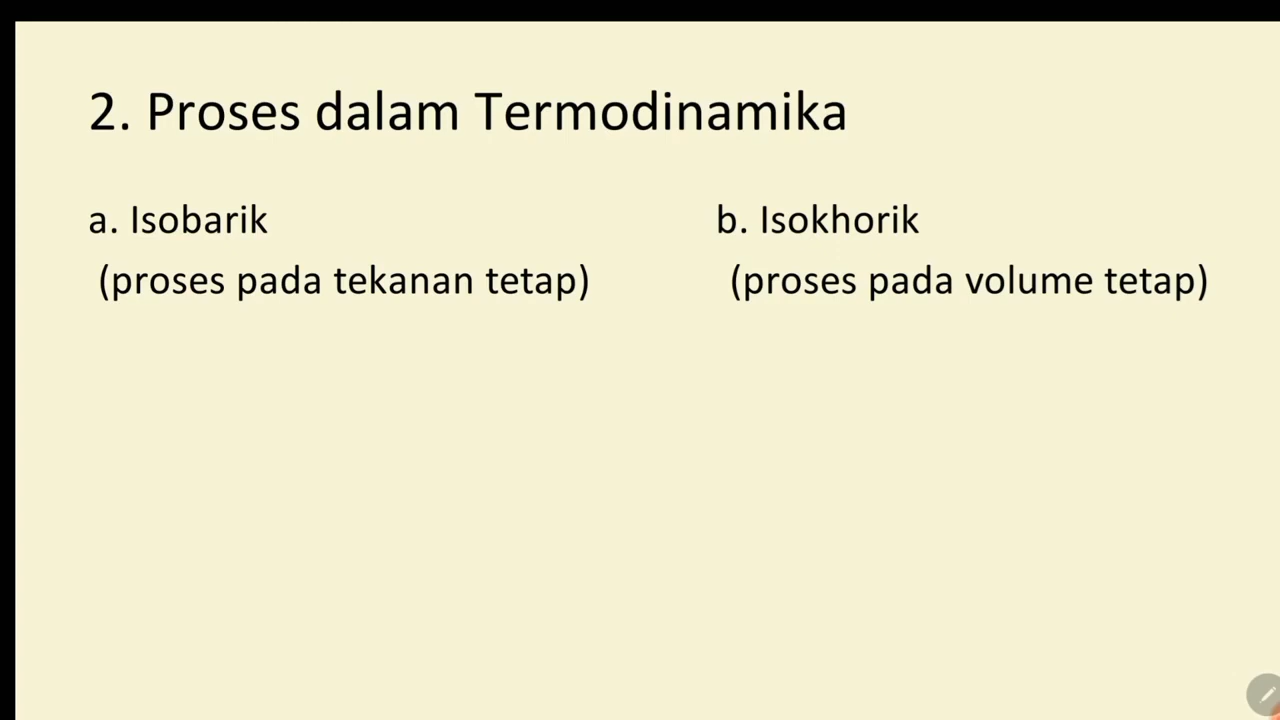 2. Proses dalam Termodinamika
a. Isobarik
(proses pada tekanan tetap)
b. Isokhorik
(proses pada volume tetap)